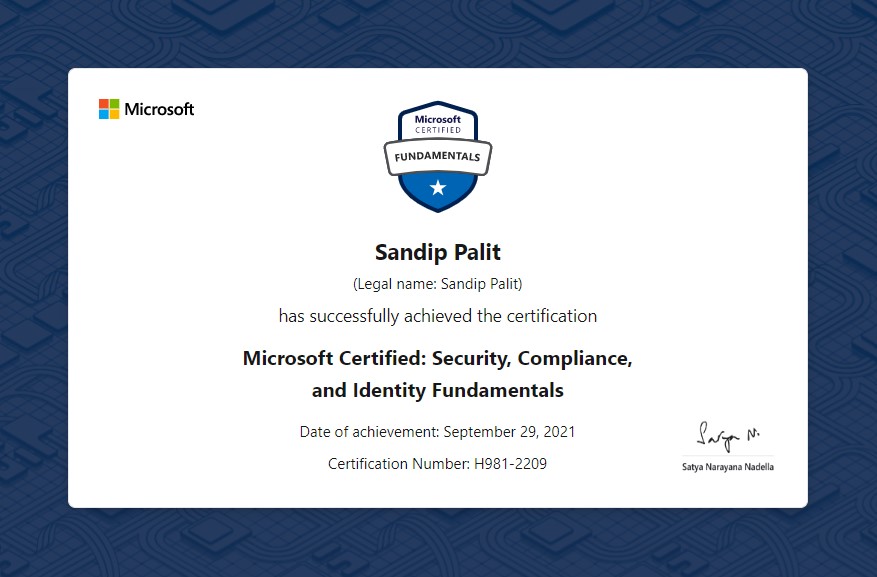 Microsoft
Microsoft
CERTIFIED
FUNDAMENTALS
Sandip Palit
(Legal name: Sandip Palit)
has successfully achieved the certification
Microsoft Certified: Security, Compliance,
and Identity Fundamentals
Date of achievement: September 29, 2021
Certification Number: H981-2209
Satya N.
Satya Narayana Nadella